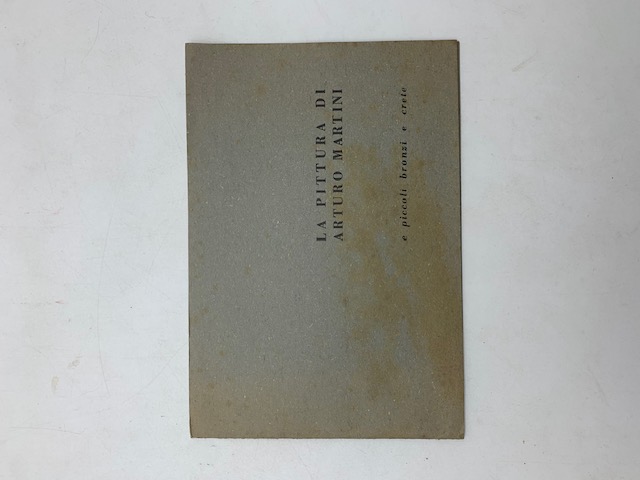 LA PITTURA DI
ARTURO MARTINI
e piccoli bronzi e crete